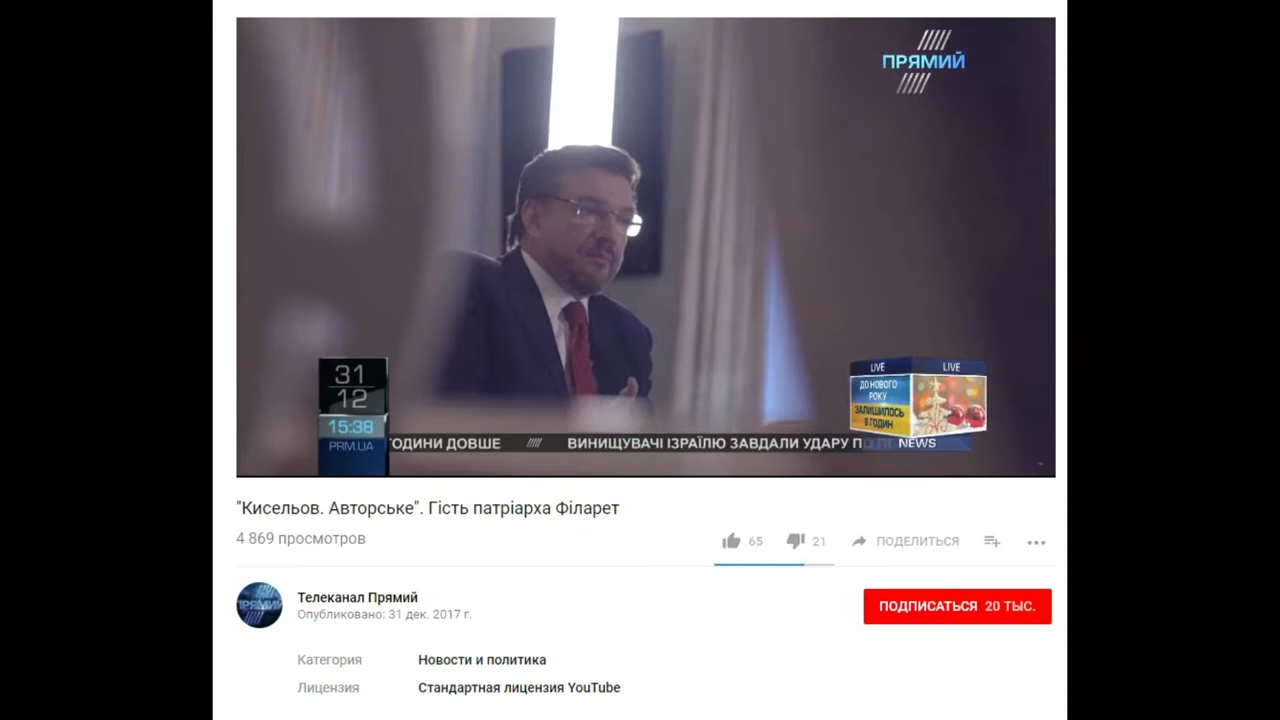 ПРЯМИЙ
31
12
15:38
PRM.UA
LIVE
LIVE
ДО НОВОГО
РОКУ
ЗАЛИШИЛОСЬ
8 ГОДИН
ГОДИНИ ДОВШЕ //// ВИНИЩУВАЧІ ІЗРАЇЛЮ ЗАВДАЛИ УДАРУ
NEWS
"Кисельов. Авторське". Гість патріарха Філарет
4 869 просмотров
65
21
ПОДЕЛИТЬСЯ
ПРЯМИЙ
Телеканал Прямий
Опубликовано: 31 дек. 2017 г.
ПОДПИСАТЬСЯ 20 ТЫС.
Категория Новости и политика
Лицензия Стандартная лицензия YouTube